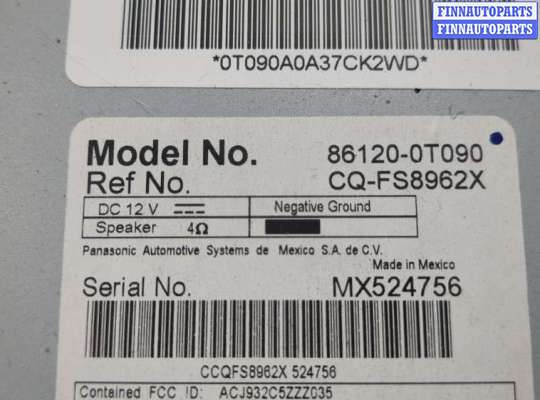 FINNAUTOPARTS
FINNAUTOPARTS
*0T090A0A37CK2WD*
Model No. 86120-0T090
Ref No. CQ-FS8962X
DC 12 V Negative Ground
Speaker 4Ω
Panasonic Automotive Systems de Mexico S.A. de C.V.
Made in Mexico
Serial No. MX524756
CCQFS8962X 524756
Contained FCC ID: ACJ932C5ZZZ035